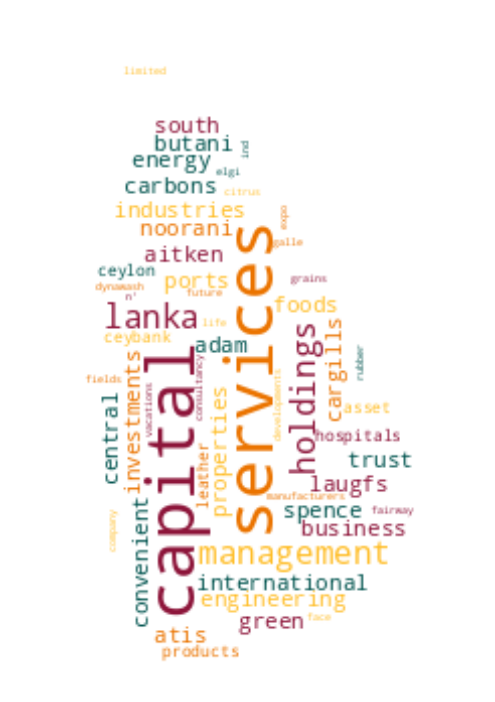 limited
south
butani
ind
energy
elgi
carbons
citrus
industries
expo
noorani
galle
services
aitken
ceylon
ports
grains
dynawash
future
n'
foods
lanka
life
holdings
cargills
ceybank
adam
rubber
capital
investments
consultancy
fields
vacations
developments
central
properties
asset
hospitals
leather
trust
laugfs
manufacturers
convenient
company
spence
fairway
business
management
international
engineering
green
face
atis
products